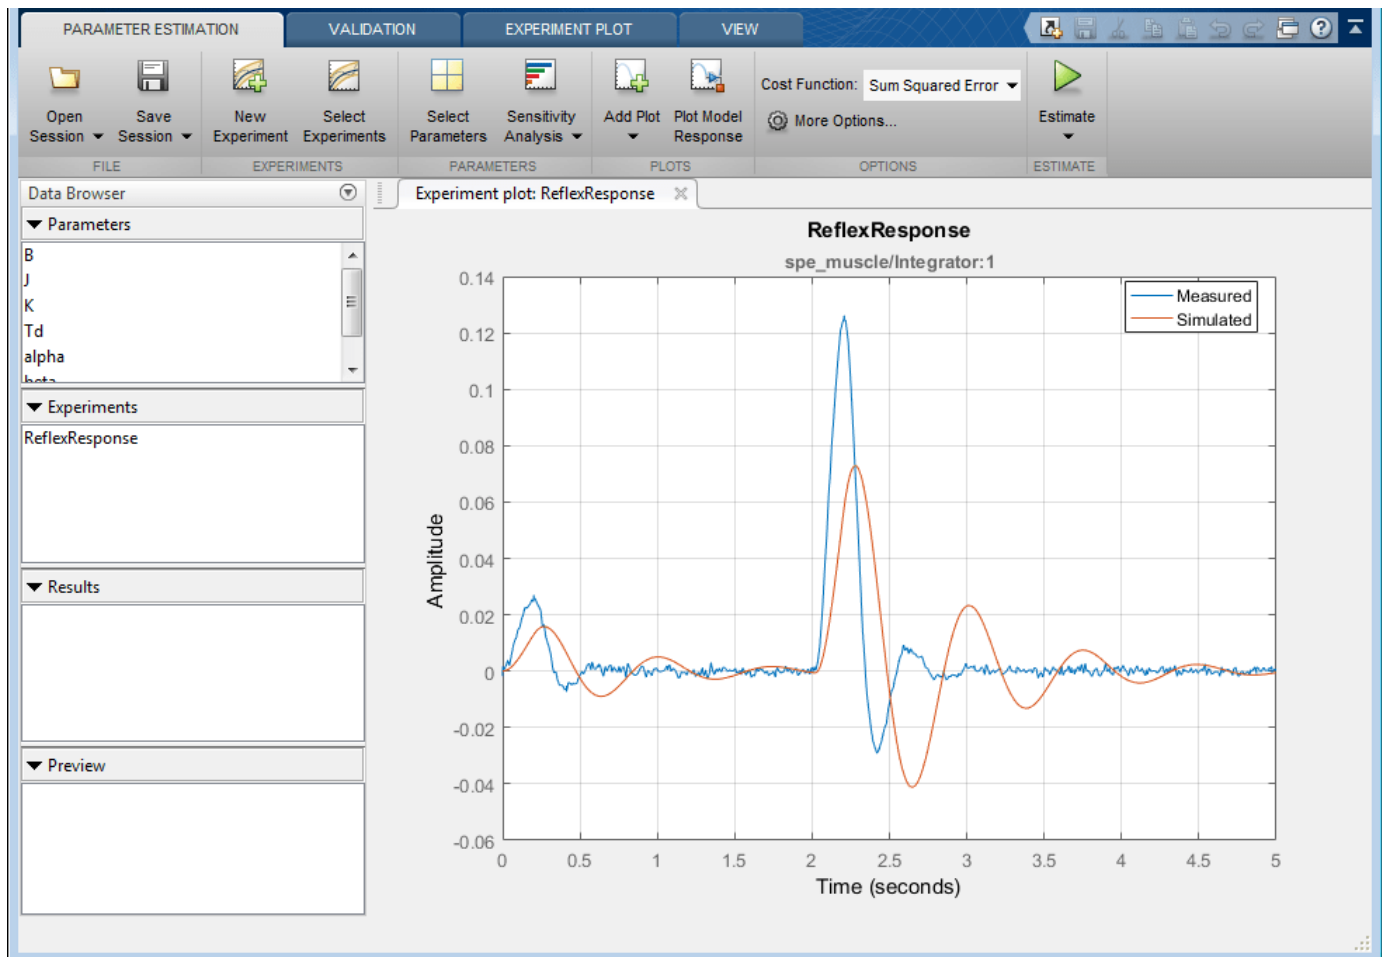 PARAMETER ESTIMATION VALIDATION EXPERIMENT PLOT VIEW
Open Session Save Session New Experiment Select Experiments Select Parameters Sensitivity Analysis Add Plot Plot Model Response
Cost Function: Sum Squared Error
More Options...
Estimate
FILE EXPERIMENTS PARAMETERS PLOTS OPTIONS ESTIMATE
Data Browser
Parameters
B
J
K
Td
alpha
beta
Experiments
ReflexResponse
Results
Preview
Experiment plot: ReflexResponse
ReflexResponse
spe_muscle/Integrator:1
Measured
Simulated
Amplitude
0.14
0.12
0.1
0.08
0.06
0.04
0.02
0
-0.02
-0.04
-0.06
0 0.5 1 1.5 2 2.5 3 3.5 4 4.5 5
Time (seconds)